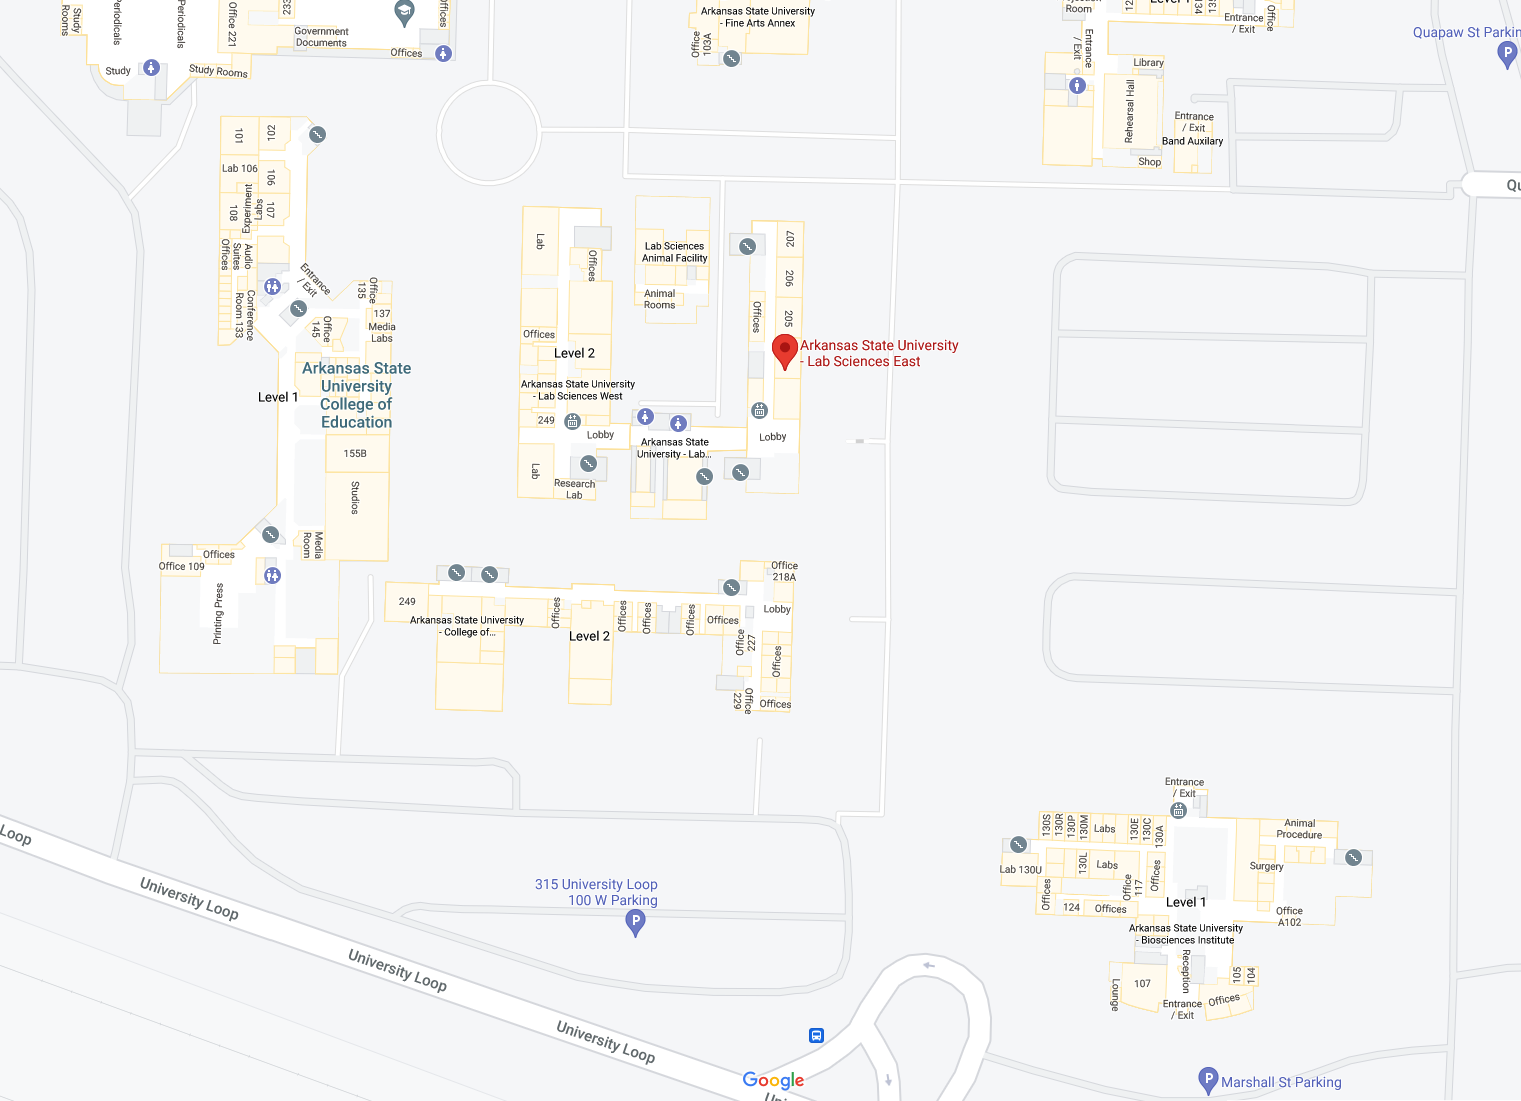 Study
Rooms
Periodicals
Periodicals
Office 221
Government
Documents
Offices
Offices
Study
Study Rooms
Arkansas State University
- Fine Arts Annex
Office
103A
Room
Entrance
/ Exit
Level 1
134
Entrance
/ Exit
Office
Library
Rehearsal Hall
Shop
Entrance
/ Exit
Band Auxilary
Quapaw St Parkin
P
Qu
101
102
Lab 106
106
107
108
Experiment
Labs
Offices
Audio
Suites
Conference
Room 133
Entrance
/ Exit
Office
135
137
Media
Labs
Office
145
Arkansas State
University
College of
Education
Level 1
155B
Studios
Media
Room
Offices
Office 109
Printing Press
Lab
Offices
Offices
Level 2
Arkansas State University
- Lab Sciences West
249
Lobby
Lab
Research
Lab
Lab Sciences
Animal Facility
Animal
Rooms
207
206
205
Offices
Arkansas State University
- Lab Sciences East
Lobby
Arkansas State
University - Lab...
249
Arkansas State University
- College of...
Offices
Level 2
Offices
Offices
Offices
Offices
Office
218A
Lobby
Office
227
Offices
Office
229
Offices
Entrance
/ Exit
130S
130R
130P
130M
Labs
130E
130C
130A
Animal
Procedure
Lab 130U
130L
Labs
Offices
Office
117
Offices
124
Offices
Level 1
Surgery
Office
A102
Arkansas State University
- Biosciences Institute
Reception
Lounge
107
Entrance
/ Exit
105
104
Offices
Loop
University Loop
University Loop
University Loop
315 University Loop
100 W Parking
P
Google
P
Marshall St Parking